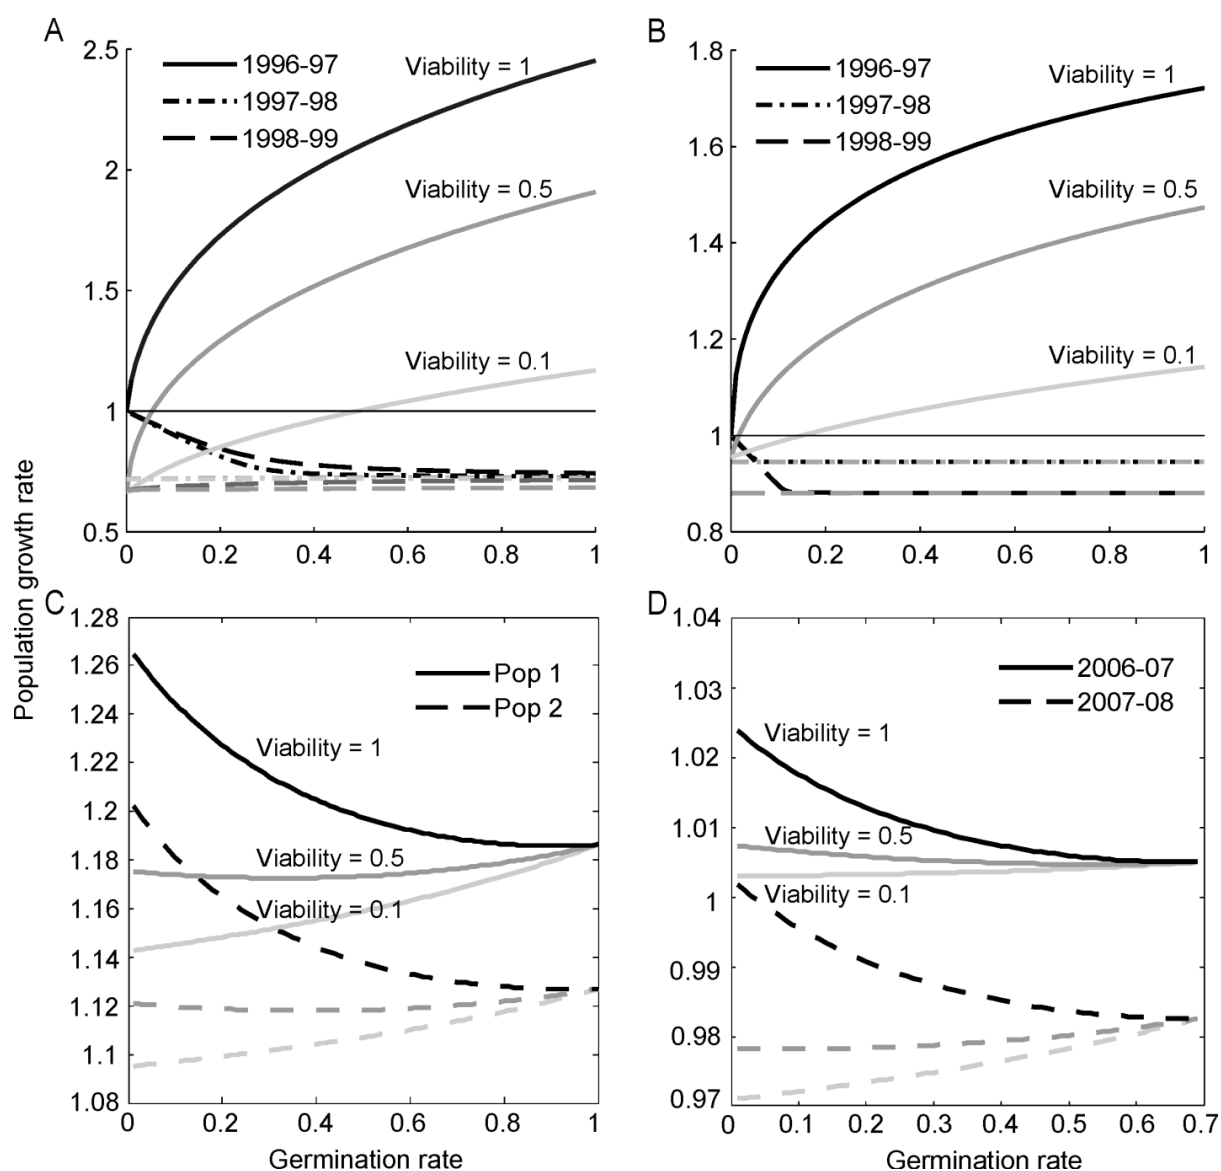 A
2.5
1996-97
1997-98
1998-99
Viability = 1
2
Viability = 0.5
1.5
Viability = 0.1
1
0.5
0 0.2 0.4 0.6 0.8 1
B
1.8
1996-97
1997-98
1998-99
Viability = 1
1.6
Viability = 0.5
1.4
Viability = 0.1
1.2
1
0.8
0 0.2 0.4 0.6 0.8 1
Population growth rate
C
1.28
1.26
Pop 1
Pop 2
1.24
Viability = 1
1.22
1.2
1.18
Viability = 0.5
1.16
Viability = 0.1
1.14
1.12
1.1
1.08
0 0.2 0.4 0.6 0.8 1
Germination rate
D
1.04
2006-07
2007-08
1.03
Viability = 1
1.02
1.01
Viability = 0.5
1
Viability = 0.1
0.99
0.98
0.97
0 0.1 0.2 0.3 0.4 0.5 0.6 0.7
Germination rate